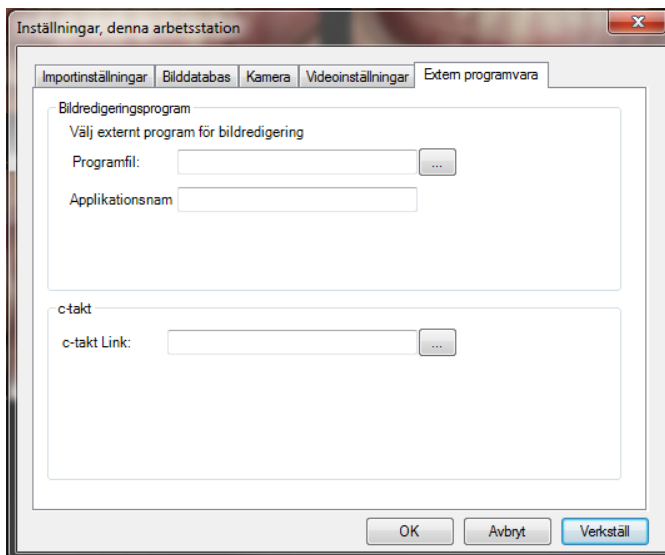 Inställningar, denna arbetsstation
Importinställningar Bilddatabas Kamera Videoinställningar Extern programvara
Bildredigeringsprogram
Välj externt program för bildredigering
Programfil: ...
Applikationsnam
c-takt
c-takt Link: ...
OK Avbryt Verkställ